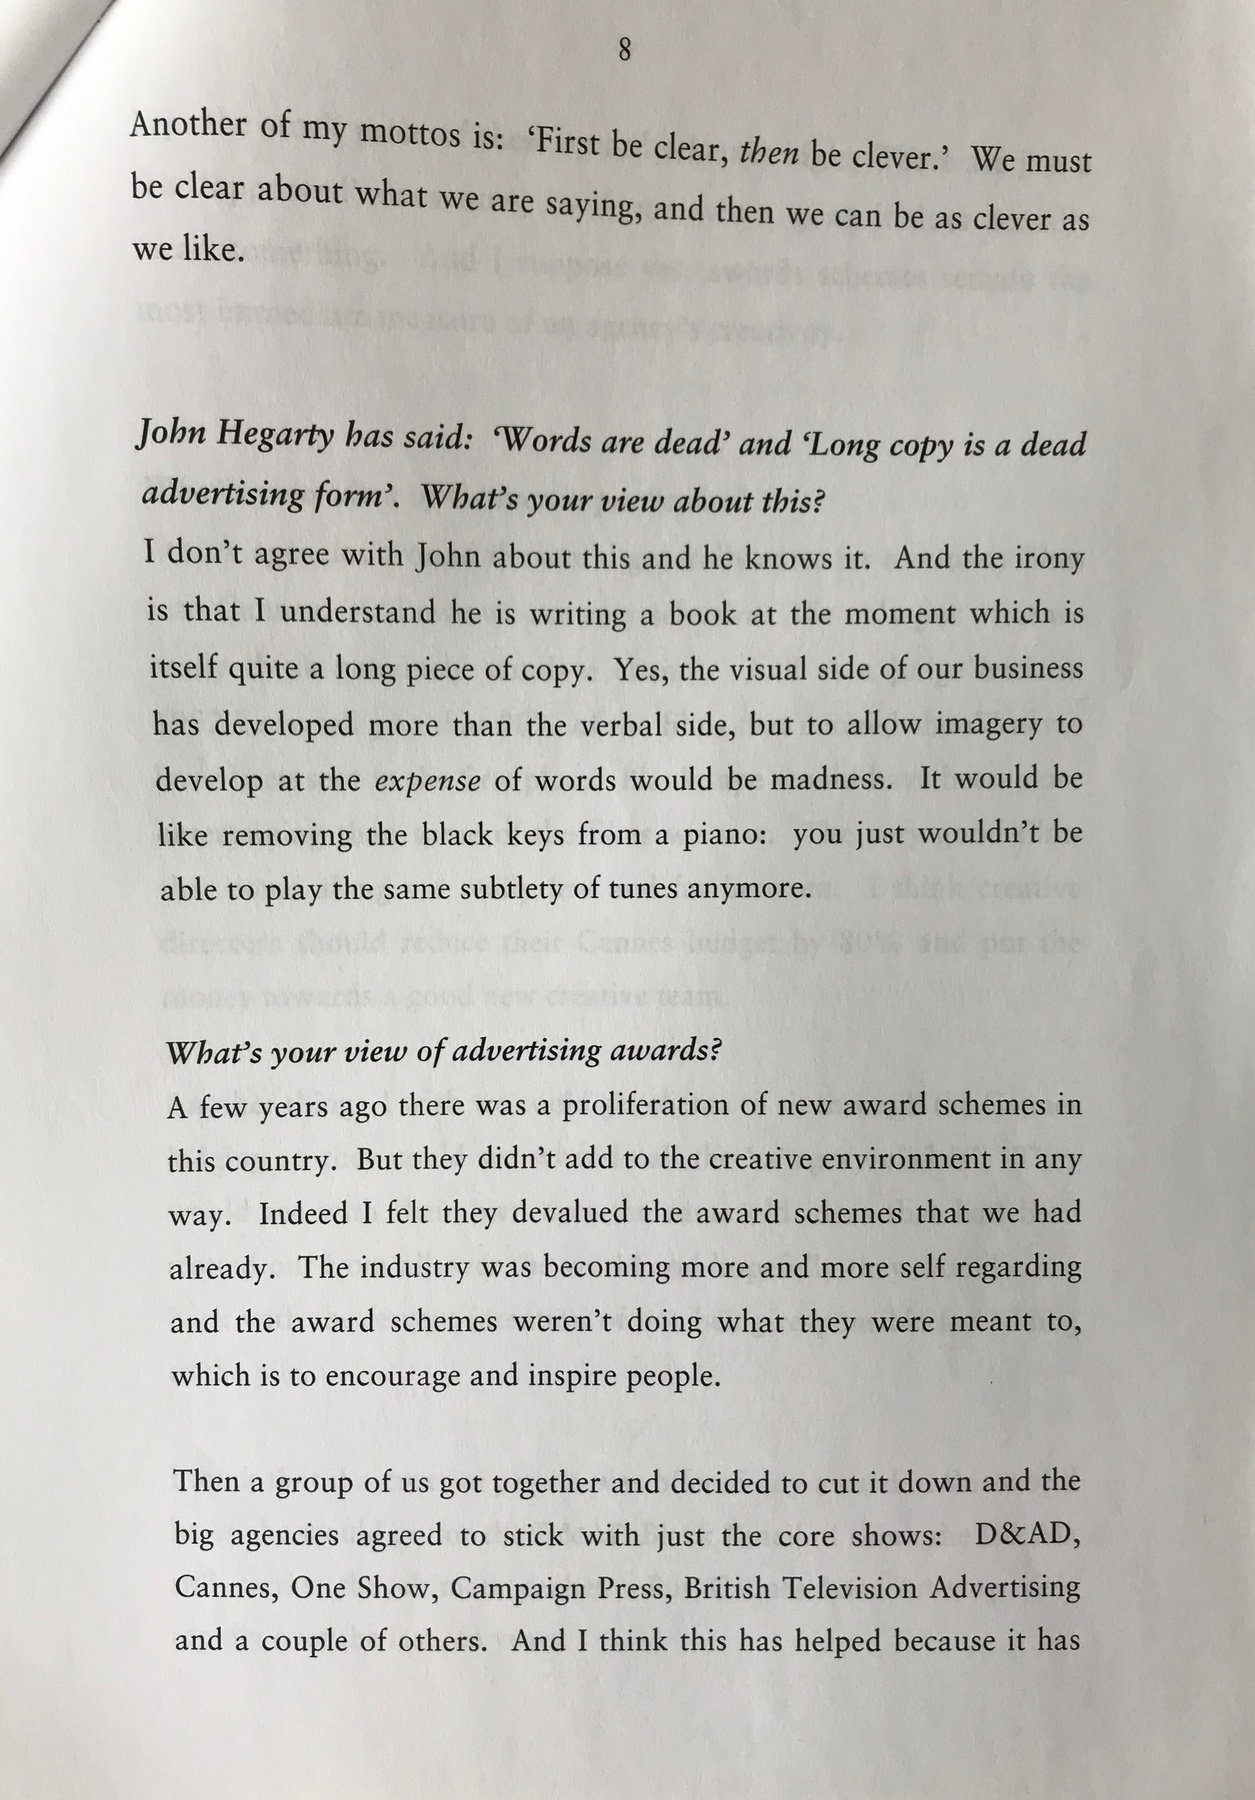 8
Another of my mottos is: ‘First be clear, then be clever.’ We must
be clear about what we are saying, and then we can be as clever as
we like.
John Hegarty has said: ‘Words are dead’ and ‘Long copy is a dead
advertising form’. What’s your view about this?
I don’t agree with John about this and he knows it. And the irony
is that I understand he is writing a book at the moment which is
itself quite a long piece of copy. Yes, the visual side of our business
has developed more than the verbal side, but to allow imagery to
develop at the expense of words would be madness. It would be
like removing the black keys from a piano: you just wouldn’t be
able to play the same subtlety of tunes anymore.
What’s your view of advertising awards?
A few years ago there was a proliferation of new award schemes in
this country. But they didn’t add to the creative environment in any
way. Indeed I felt they devalued the award schemes that we had
already. The industry was becoming more and more self regarding
and the award schemes weren’t doing what they were meant to,
which is to encourage and inspire people.
Then a group of us got together and decided to cut it down and the
big agencies agreed to stick with just the core shows: D&AD,
Cannes, One Show, Campaign Press, British Television Advertising
and a couple of others. And I think this has helped because it has